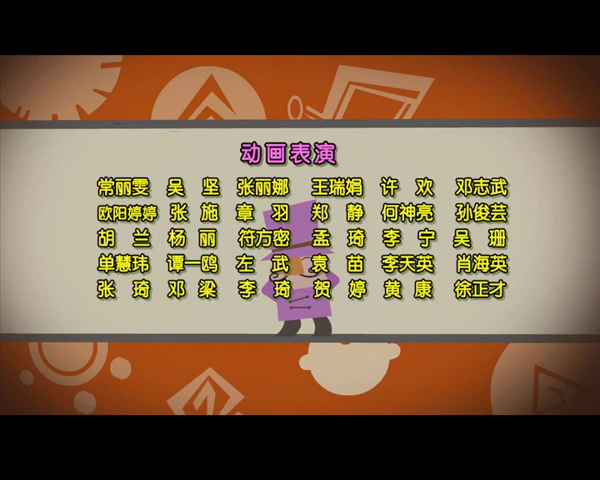 动画表演
常丽雯 吴坚 张丽娜 王瑞娟 许欢 邓志武
欧阳婷婷 张施 章羽 郑静 何神亮 孙俊芸
胡兰 杨丽 符方密 孟琦 李宁 吴珊
单慧玮 谭一鸥 左武 袁苗 李天英 肖海英
张琦 邓梁 李琦 贺婷 黄康 徐正才